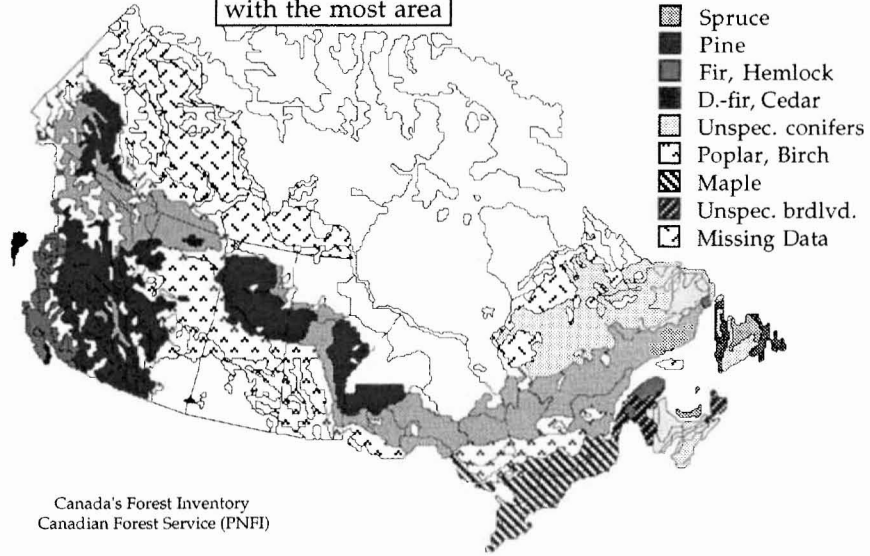 with the most area
Spruce
Pine
Fir, Hemlock
D.-fir, Cedar
Unspec. conifers
Poplar, Birch
Maple
Unspec. brdlvd.
Missing Data
Canada's Forest Inventory
Canadian Forest Service (PNFI)